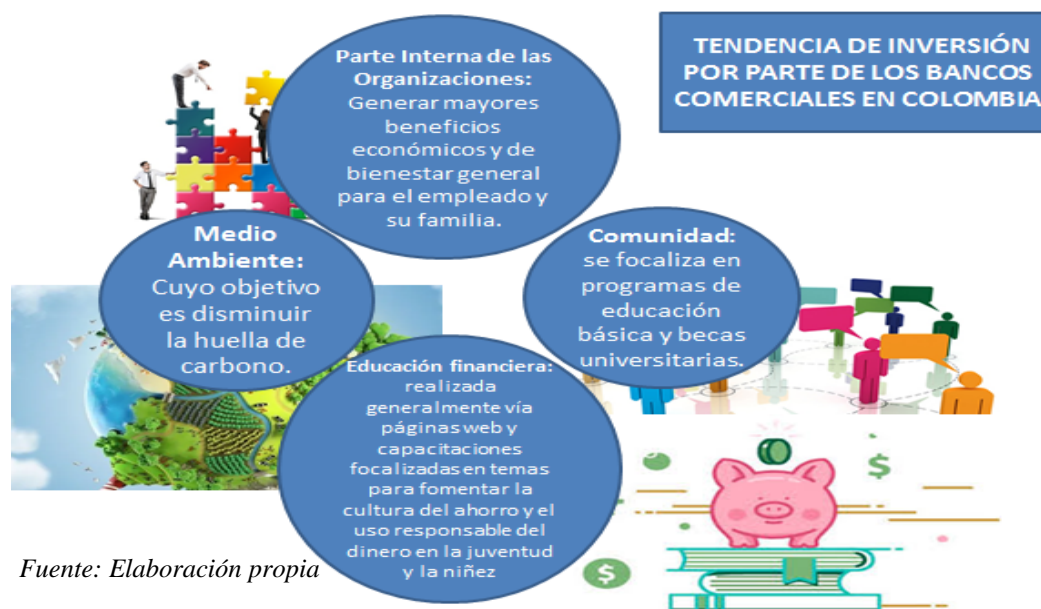 TENDENCIA DE INVERSIÓN
POR PARTE DE LOS BANCOS
COMERCIALES EN COLOMBIA
Parte Interna de las
Organizaciones:
Generar mayores
beneficios
económicos y de
bienestar general
para el empleado y
su familia.
Medio
Ambiente:
Cuyo objetivo
es disminuir
la huella de
carbono.
Comunidad:
se focaliza en
programas de
educación
básica y becas
universitarias.
Educación financiera:
realizada
generalmente vía
páginas web y
capacitaciones
focalizadas en temas
para fomentar la
cultura del ahorro y el
uso responsable del
dinero en la juventud
y la niñez
$
$
$
Fuente: Elaboración propia